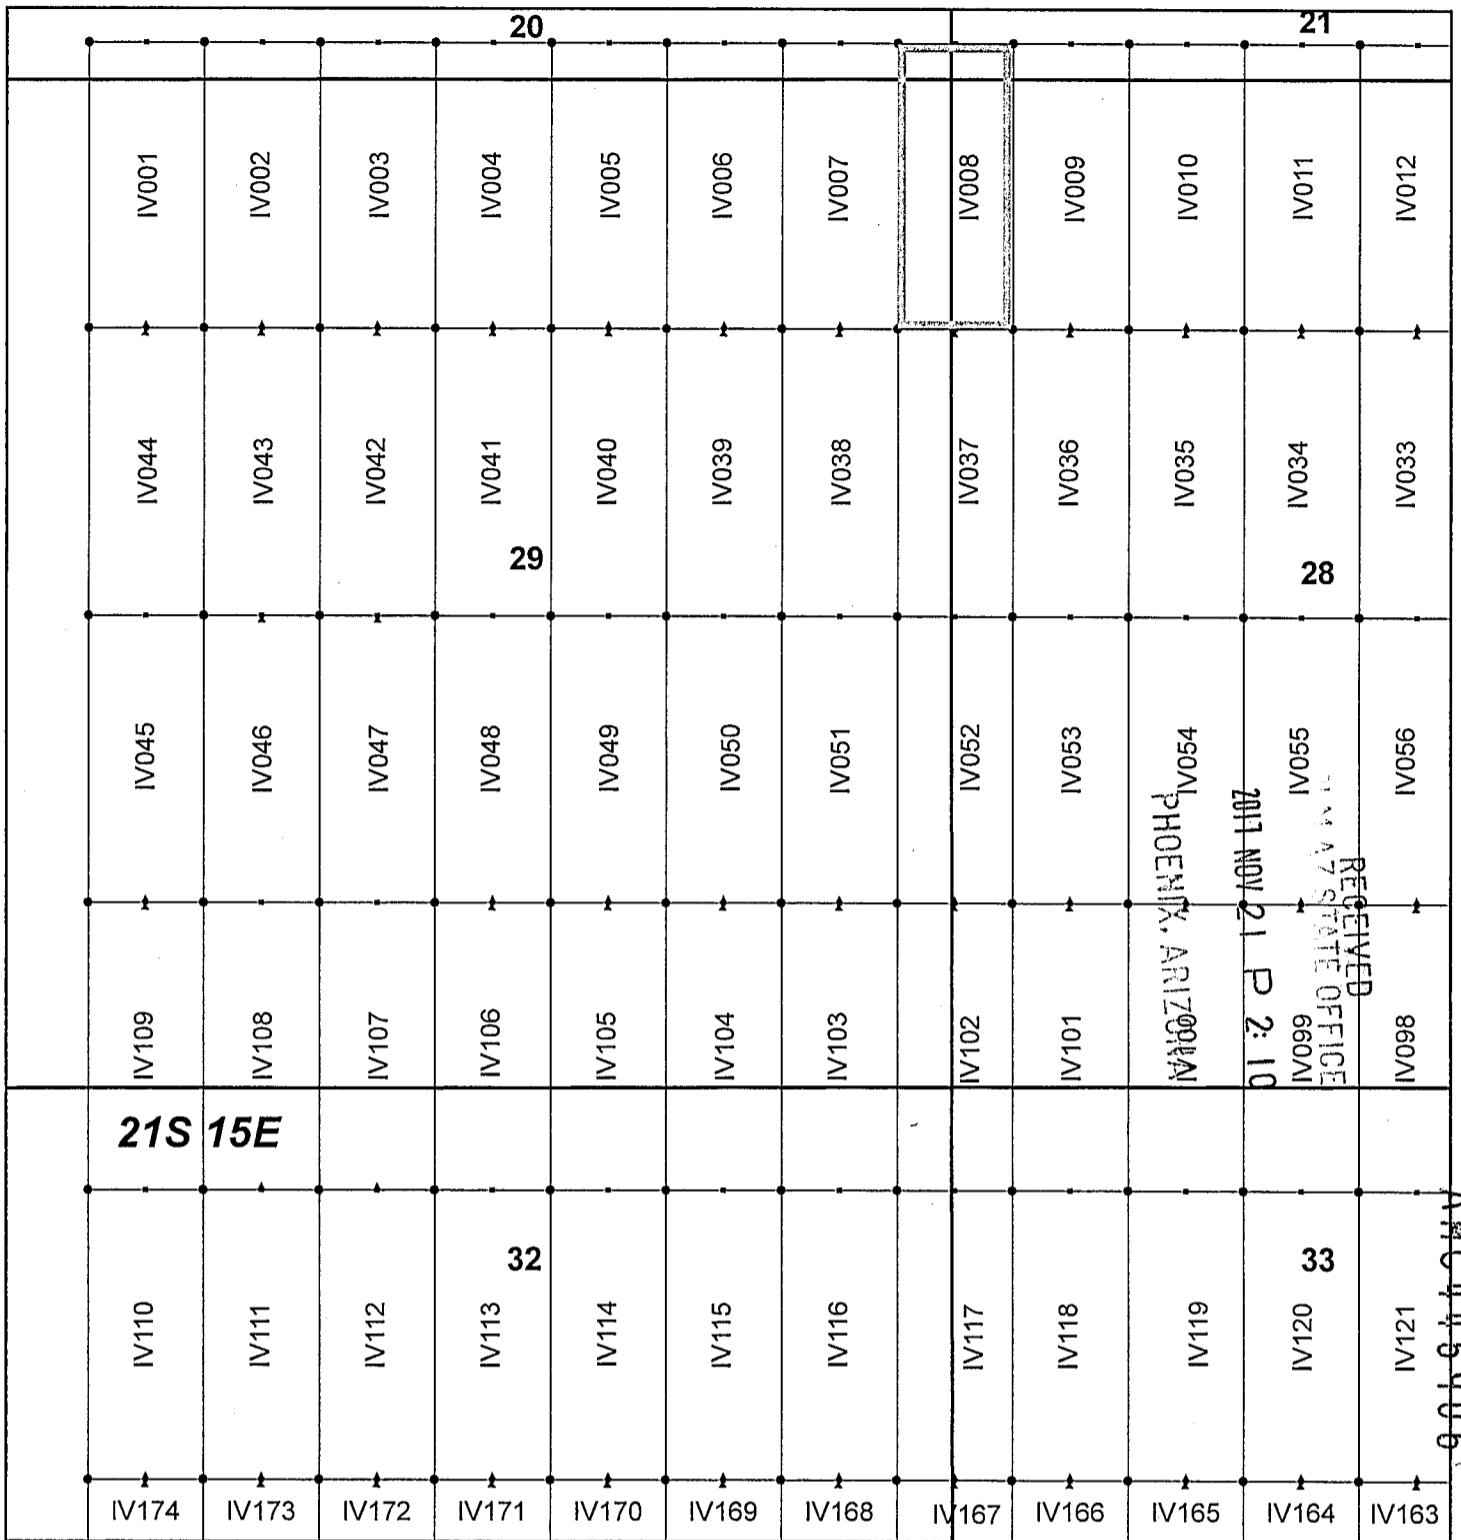 20 21
IV001 IV002 IV003 IV004 IV005 IV006 IV007 IV008 IV009 IV010 IV011 IV012
IV044 IV043 IV042 IV041 IV040 IV039 IV038 IV037 IV036 IV035 IV034 IV033
29 28
IV045 IV046 IV047 IV048 IV049 IV050 IV051 IV052 IV053 IV054 IV055 IV056
RECEIVED
AZ STATE OFFICE
2017 NOV 21 P 2:10
PHOENIX, ARIZONA
IV109 IV108 IV107 IV106 IV105 IV104 IV103 IV102 IV101 IV099 IV098
21S 15E
32 33
IV110 IV111 IV112 IV113 IV114 IV115 IV116 IV117 IV118 IV119 IV120 IV121
IV174 IV173 IV172 IV171 IV170 IV169 IV168 IV167 IV166 IV165 IV164 IV163